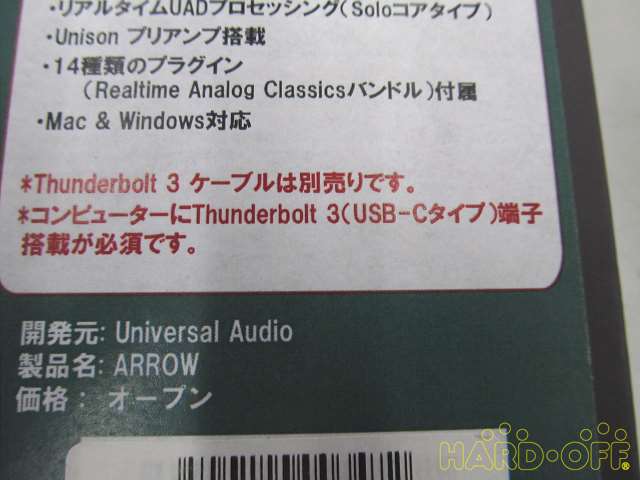 ・リアルタイムUADプロセッシング(Soloコアタイプ)
・Unison プリアンプ搭載
・14種類のプラグイン
(Realtime Analog Classicsバンドル)付属
・Mac & Windows対応
*Thunderbolt 3 ケーブルは別売りです。
*コンピューターにThunderbolt 3(USB-Cタイプ)端子
搭載が必須です。
開発元: Universal Audio
製品名: ARROW
価格: オープン
HARD-OFF